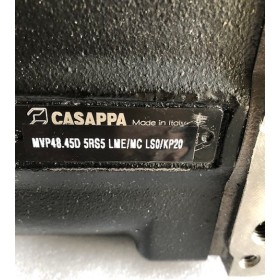 CASAPPA Made in Italy
MVP48.45D 5RS5 LME/MC LS0/KP20